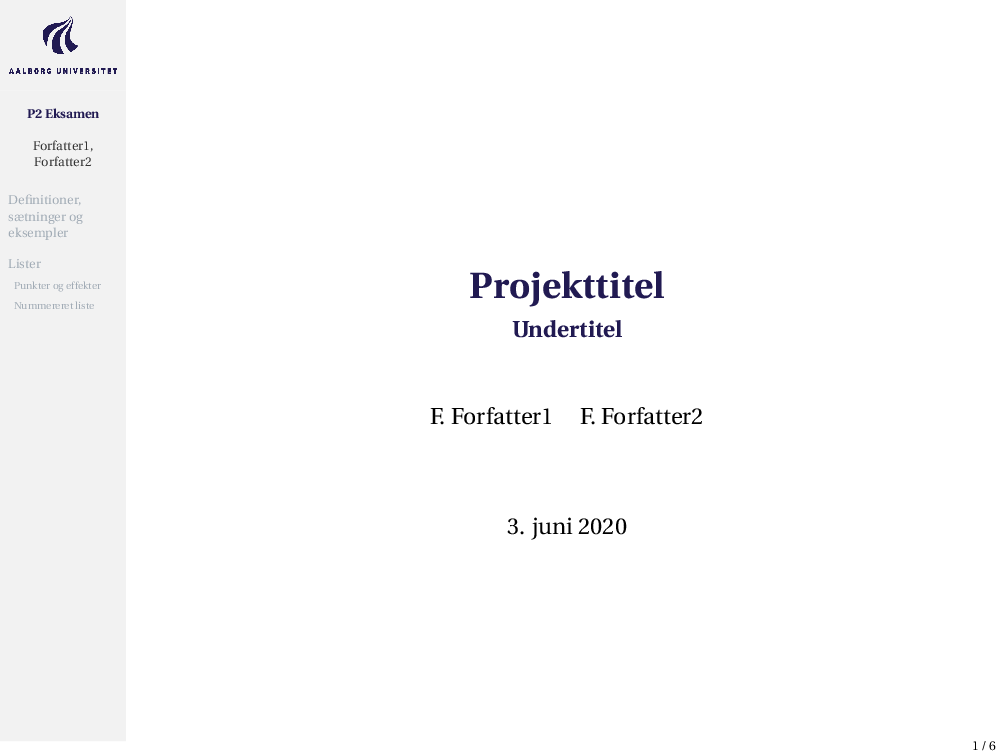 AALBORG UNIVERSITET
P2 Eksamen
Forfatter1,
Forfatter2
Definitioner,
sætninger og
eksempler
Lister
Punkter og effekter
Nummereret liste
Projekttitel
Undertitel
F. Forfatter1 F. Forfatter2
3. juni 2020
1 / 6